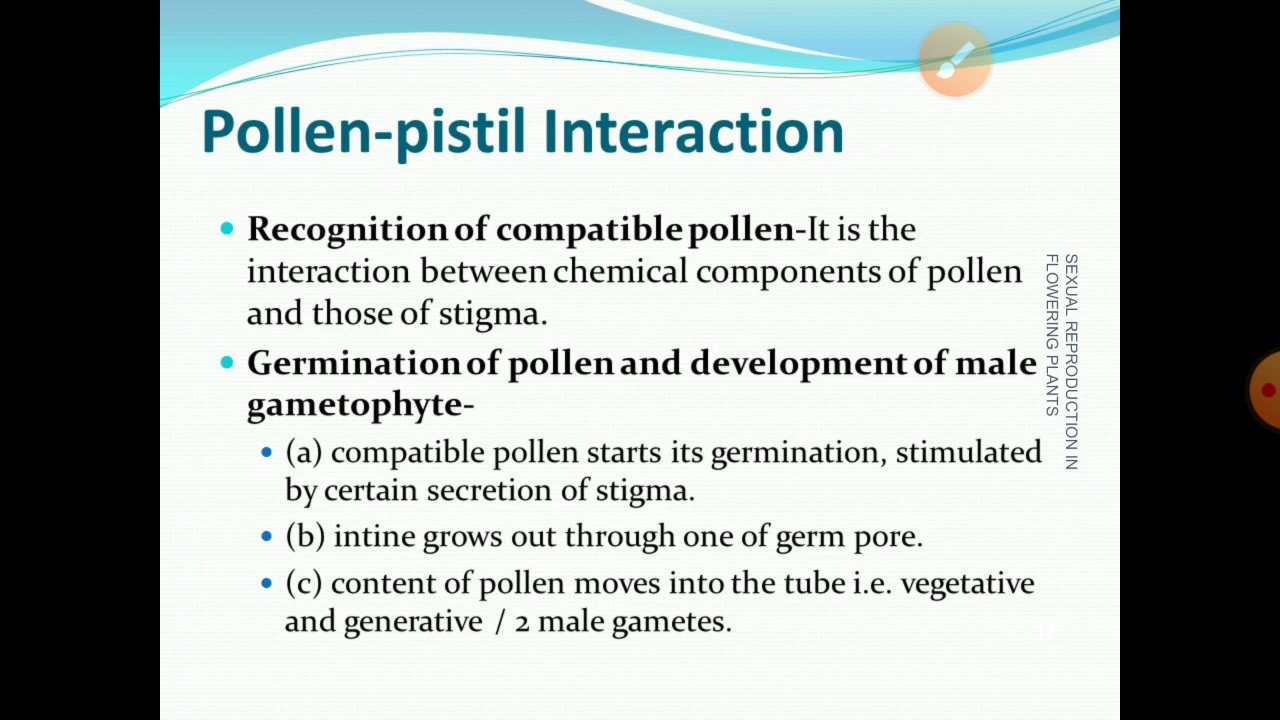 Pollen-pistil Interaction
Recognition of compatible pollen-It is the
interaction between chemical components of pollen
and those of stigma.
Germination of pollen and development of male
gametophyte-
(a) compatible pollen starts its germination, stimulated
by certain secretion of stigma.
(b) intine grows out through one of germ pore.
(c) content of pollen moves into the tube i.e. vegetative
and generative / 2 male gametes.
SEXUAL REPRODUCTION IN
FLOWERING PLANTS